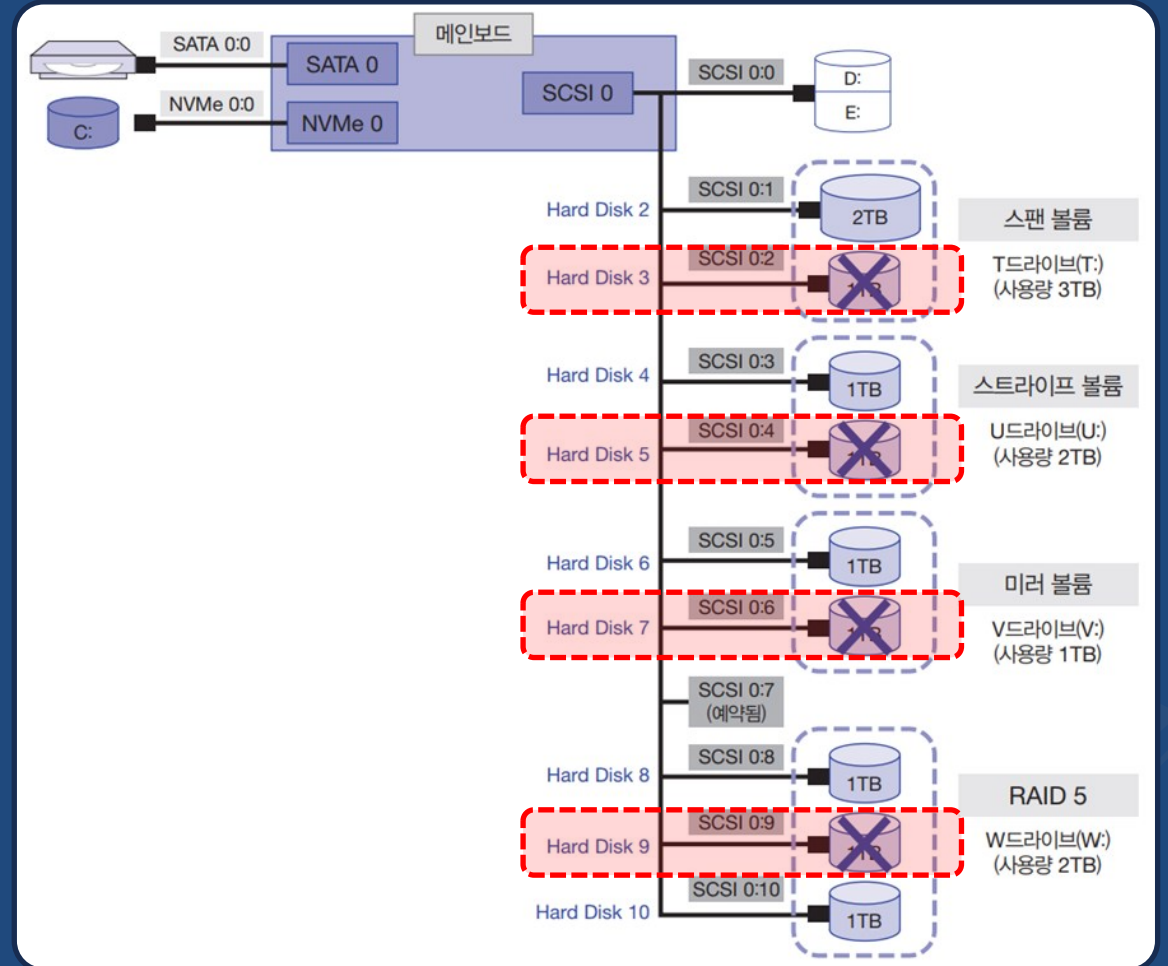 메인보드
SATA 0:0
SATA 0
SCSI 0
SCSI 0:0
D:
E:
NVMe 0:0
NVMe 0
C:
Hard Disk 2
SCSI 0:1
2TB
스팬 볼륨
Hard Disk 3
SCSI 0:2
1TB
T드라이브(T:)
(사용량 3TB)
Hard Disk 4
SCSI 0:3
1TB
스트라이프 볼륨
Hard Disk 5
SCSI 0:4
1TB
U드라이브(U:)
(사용량 2TB)
Hard Disk 6
SCSI 0:5
1TB
미러 볼륨
Hard Disk 7
SCSI 0:6
1TB
V드라이브(V:)
(사용량 1TB)
SCSI 0:7
(예약됨)
Hard Disk 8
SCSI 0:8
1TB
RAID 5
Hard Disk 9
SCSI 0:9
1TB
W드라이브(W:)
(사용량 2TB)
Hard Disk 10
SCSI 0:10
1TB